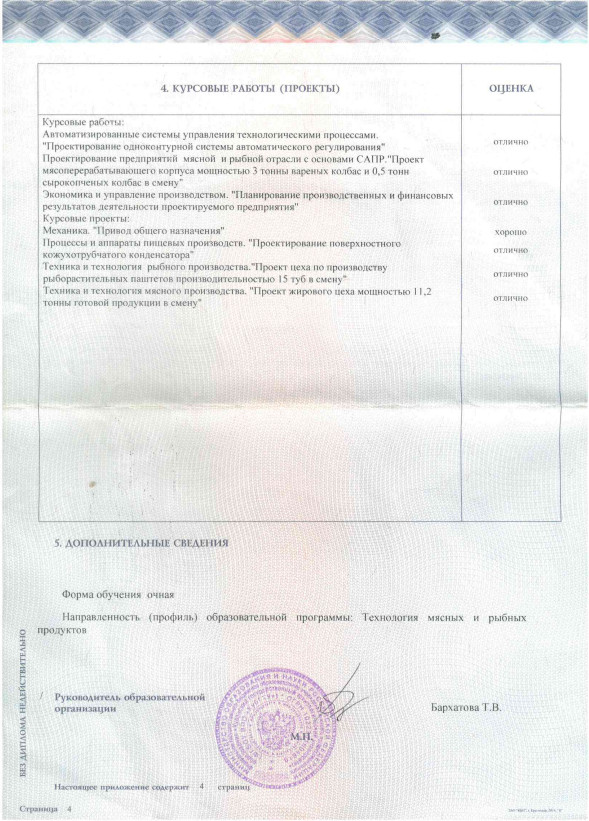 4. КУРСОВЫЕ РАБОТЫ (ПРОЕКТЫ)
ОЦЕНКА
Курсовые работы:
Автоматизированные системы управления технологическими процессами.
"Проектирование одноконтурной системы автоматического регулирования"
отлично
Проектирование предприятий мясной и рыбной отрасли с основами САПР."Проект
мясоперерабатывающего корпуса мощностью 3 тонны вареных колбас и 0,5 тонн
сырокопченых колбас в смену"
отлично
Экономика и управление производством. "Планирование производственных и финансовых
результатов деятельности проектируемого предприятия"
отлично
Курсовые проекты:
Механика. "Привод общего назначения"
хорошо
Процессы и аппараты пищевых производств. "Проектирование поверхностного
кожухотрубчатого конденсатора"
отлично
Техника и технология рыбного производства."Проект цеха по производству
рыборастительных паштетов производительностью 15 туб в смену"
отлично
Техника и технология мясного производства. "Проект жирового цеха мощностью 11,2
тонны готовой продукции в смену"
отлично
5. ДОПОЛНИТЕЛЬНЫЕ СВЕДЕНИЯ
Форма обучения очная
Направленность (профиль) образовательной программы: Технология мясных и рыбных
продуктов
БЕЗ ДИПЛОМА НЕДЕЙСТВИТЕЛЬНО
Руководитель образовательной
организации
М.П.
Бархатова Т.В.
Настоящее приложение содержит 4 страниц
Страница 4